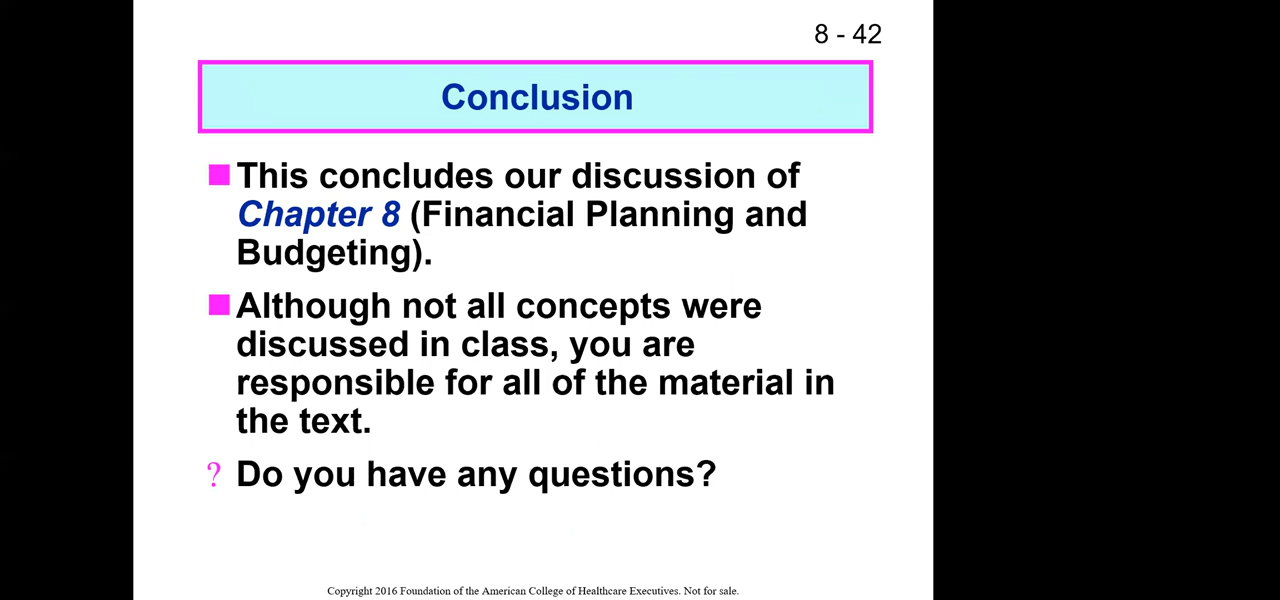 8 - 42
Conclusion
This concludes our discussion of
Chapter 8 (Financial Planning and
Budgeting).
Although not all concepts were
discussed in class, you are
responsible for all of the material in
the text.
? Do you have any questions?
Copyright 2016 Foundation of the American College of Healthcare Executives. Not for sale.